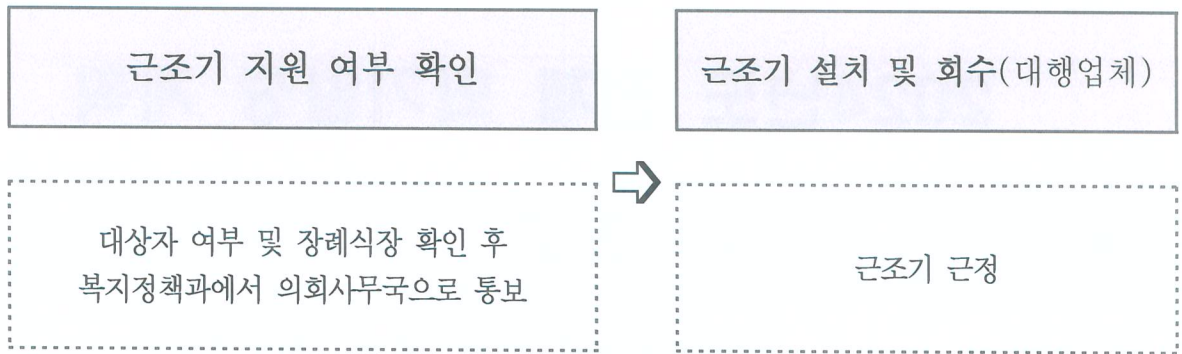 근조기 지원 여부 확인
대상자 여부 및 장례식장 확인 후
복지정책과에서 의회사무국으로 통보
⇨
근조기 설치 및 회수(대행업체)
근조기 근정